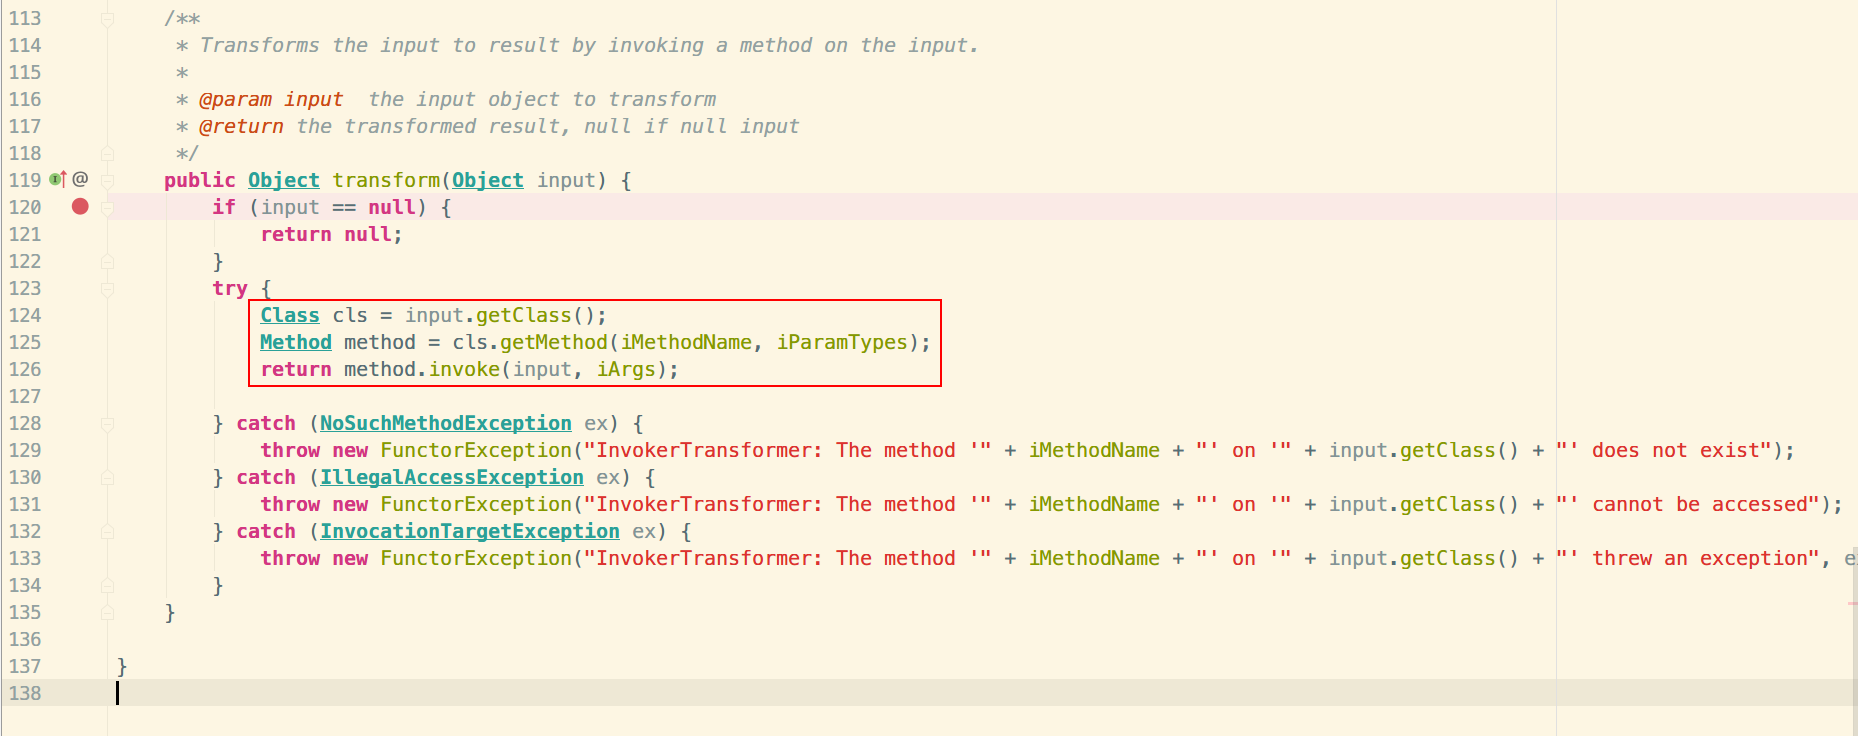 113 /**
114 * Transforms the input to result by invoking a method on the input.
115 *
116 * @param input  the input object to transform
117 * @return the transformed result, null if null input
118 */
119 @ public Object transform(Object input) {
120 if (input == null) {
121 return null;
122 }
123 try {
124 Class cls = input.getClass();
125 Method method = cls.getMethod(iMethodName, iParamTypes);
126 return method.invoke(input, iArgs);
127
128 } catch (NoSuchMethodException ex) {
129 throw new FunctorException("InvokerTransformer: The method '" + iMethodName + "' on '" + input.getClass() + "' does not exist");
130 } catch (IllegalAccessException ex) {
131 throw new FunctorException("InvokerTransformer: The method '" + iMethodName + "' on '" + input.getClass() + "' cannot be accessed");
132 } catch (InvocationTargetException ex) {
133 throw new FunctorException("InvokerTransformer: The method '" + iMethodName + "' on '" + input.getClass() + "' threw an exception", e
134 }
135 }
136
137 }
138